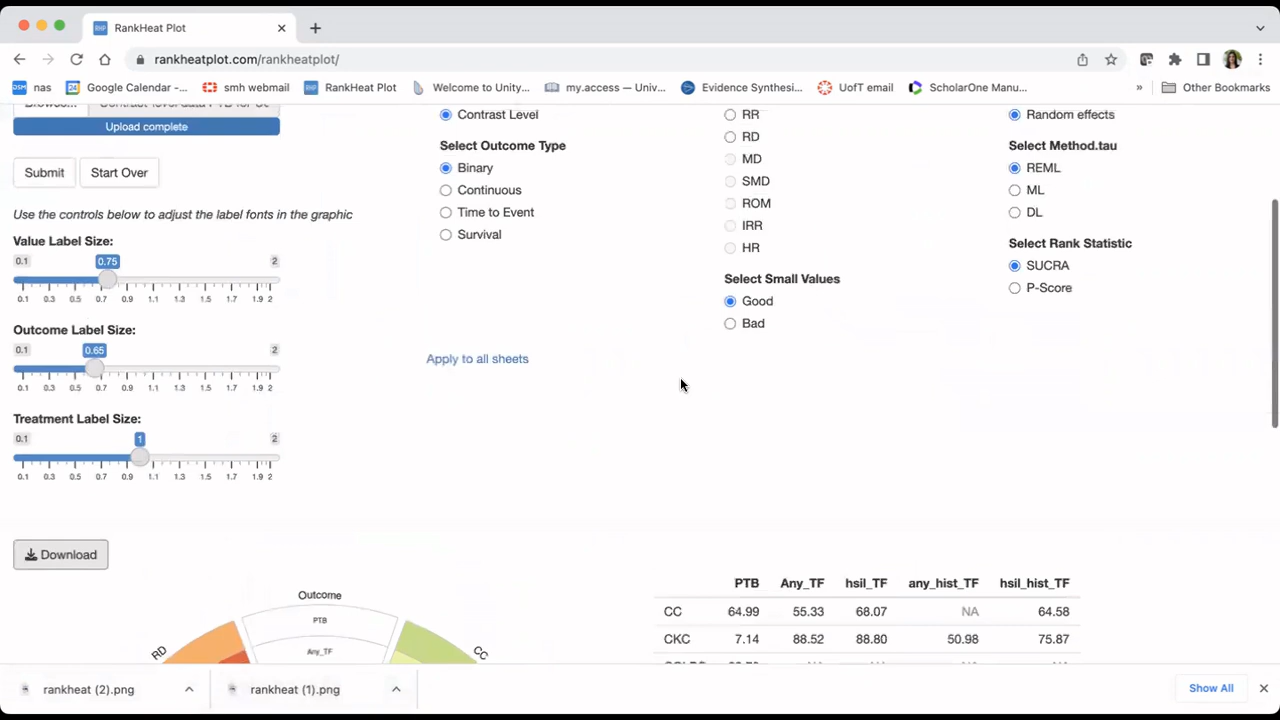 RankHeat Plot
rankheatplot.com/rankheatplot/
nas
Google Calendar -...
smh webmail
RankHeat Plot
Welcome to Unity...
my.access — Univ...
Evidence Synthesi...
UofT email
ScholarOne Manu...
»
Other Bookmarks
Upload complete
Submit
Start Over
Use the controls below to adjust the label fonts in the graphic
Value Label Size:
0.1 0.75 2
0.1 0.3 0.5 0.7 0.9 1.1 1.3 1.5 1.7 1.9 2
Outcome Label Size:
0.1 0.65 2
0.1 0.3 0.5 0.7 0.9 1.1 1.3 1.5 1.7 1.9 2
Treatment Label Size:
0.1 1 2
0.1 0.3 0.5 0.7 0.9 1.1 1.3 1.5 1.7 1.9 2
Contrast Level
Select Outcome Type
Binary
Continuous
Time to Event
Survival
Apply to all sheets
RR
RD
MD
SMD
ROM
IRR
HR
Select Small Values
Good
Bad
Random effects
Select Method.tau
REML
ML
DL
Select Rank Statistic
SUCRA
P-Score
Download
Outcome
PTB
Any_TF
RD
CC
PTB Any_TF hsil_TF any_hist_TF hsil_hist_TF
CC 64.99 55.33 68.07 NA 64.58
CKC 7.14 88.52 88.80 50.98 75.87
rankheat (2).png
rankheat (1).png
Show All